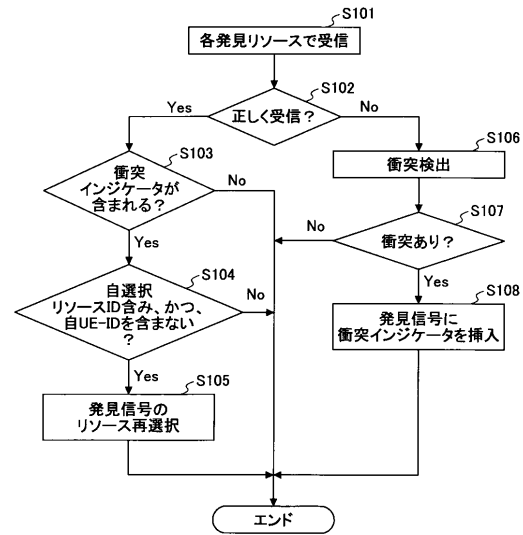 S101
各発見リソースで受信
S102
正しく受信？
Yes
No
S103
衝突
インジケータが
含まれる？
No
Yes
S106
衝突検出
S107
衝突あり？
No
Yes
S104
自選択
リソースID含み、かつ、
自UE-IDを含まない
？
No
Yes
S108
発見信号に
衝突インジケータを挿入
S105
発見信号の
リソース再選択
エンド